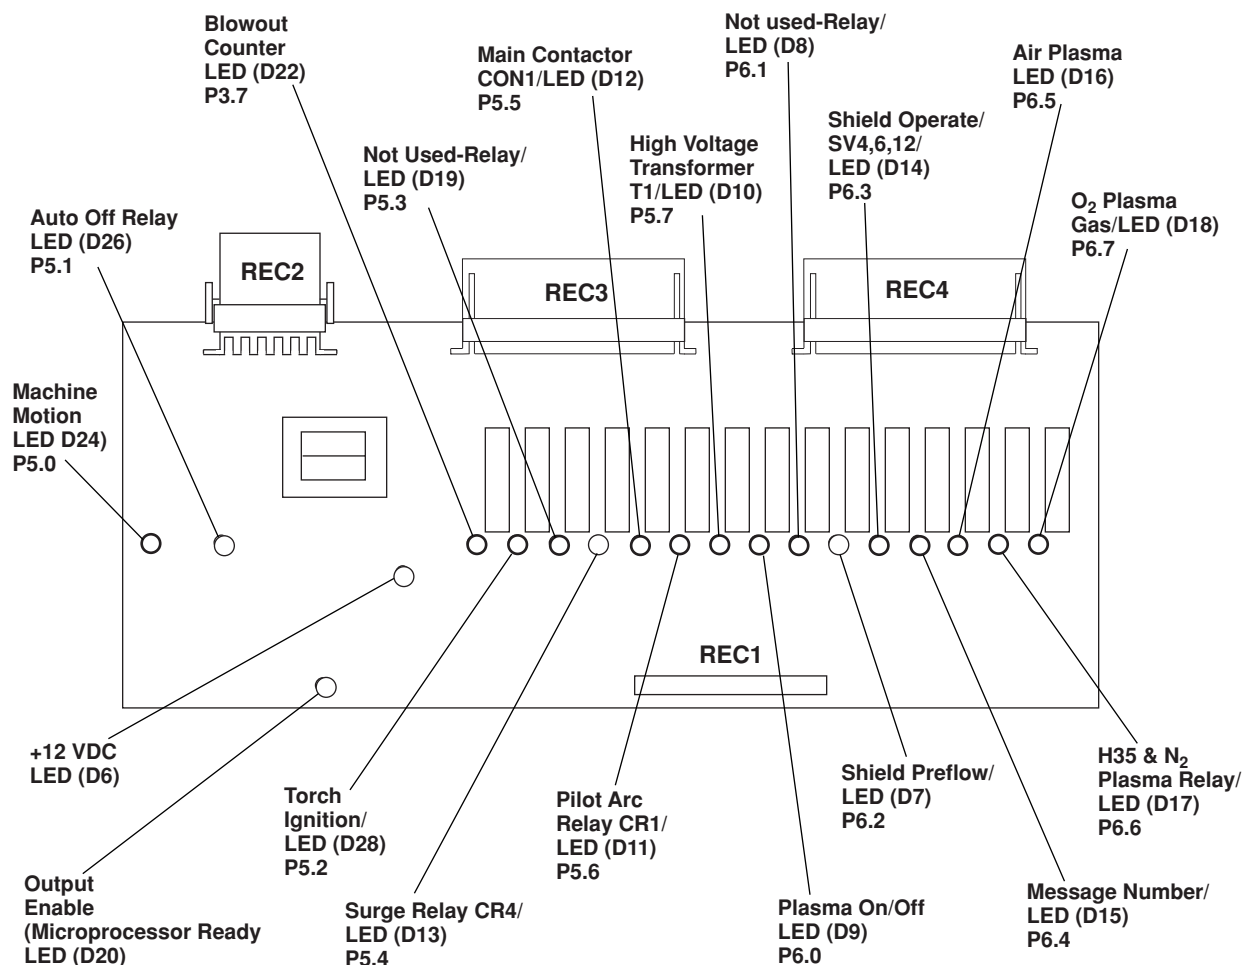 Blowout
Counter
LED (D22)
P3.7
Not used-Relay/
LED (D8)
P6.1
Main Contactor
CON1/LED (D12)
P5.5
Air Plasma
LED (D16)
P6.5
Not Used-Relay/
LED (D19)
P5.3
High Voltage
Transformer
T1/LED (D10)
P5.7
Shield Operate/
SV4,6,12/
LED (D14)
P6.3
Auto Off Relay
LED (D26)
P5.1
O₂ Plasma
Gas/LED (D18)
P6.7
REC2
REC3
REC4
Machine
Motion
LED D24)
P5.0
REC1
+12 VDC
LED (D6)
Output
Enable
(Microprocessor Ready
LED (D20)
Torch
Ignition/
LED (D28)
P5.2
Surge Relay CR4/
LED (D13)
P5.4
Pilot Arc
Relay CR1/
LED (D11)
P5.6
Plasma On/Off
LED (D9)
P6.0
Shield Preflow/
LED (D7)
P6.2
Message Number/
LED (D15)
P6.4
H35 & N₂
Plasma Relay/
LED (D17)
P6.6